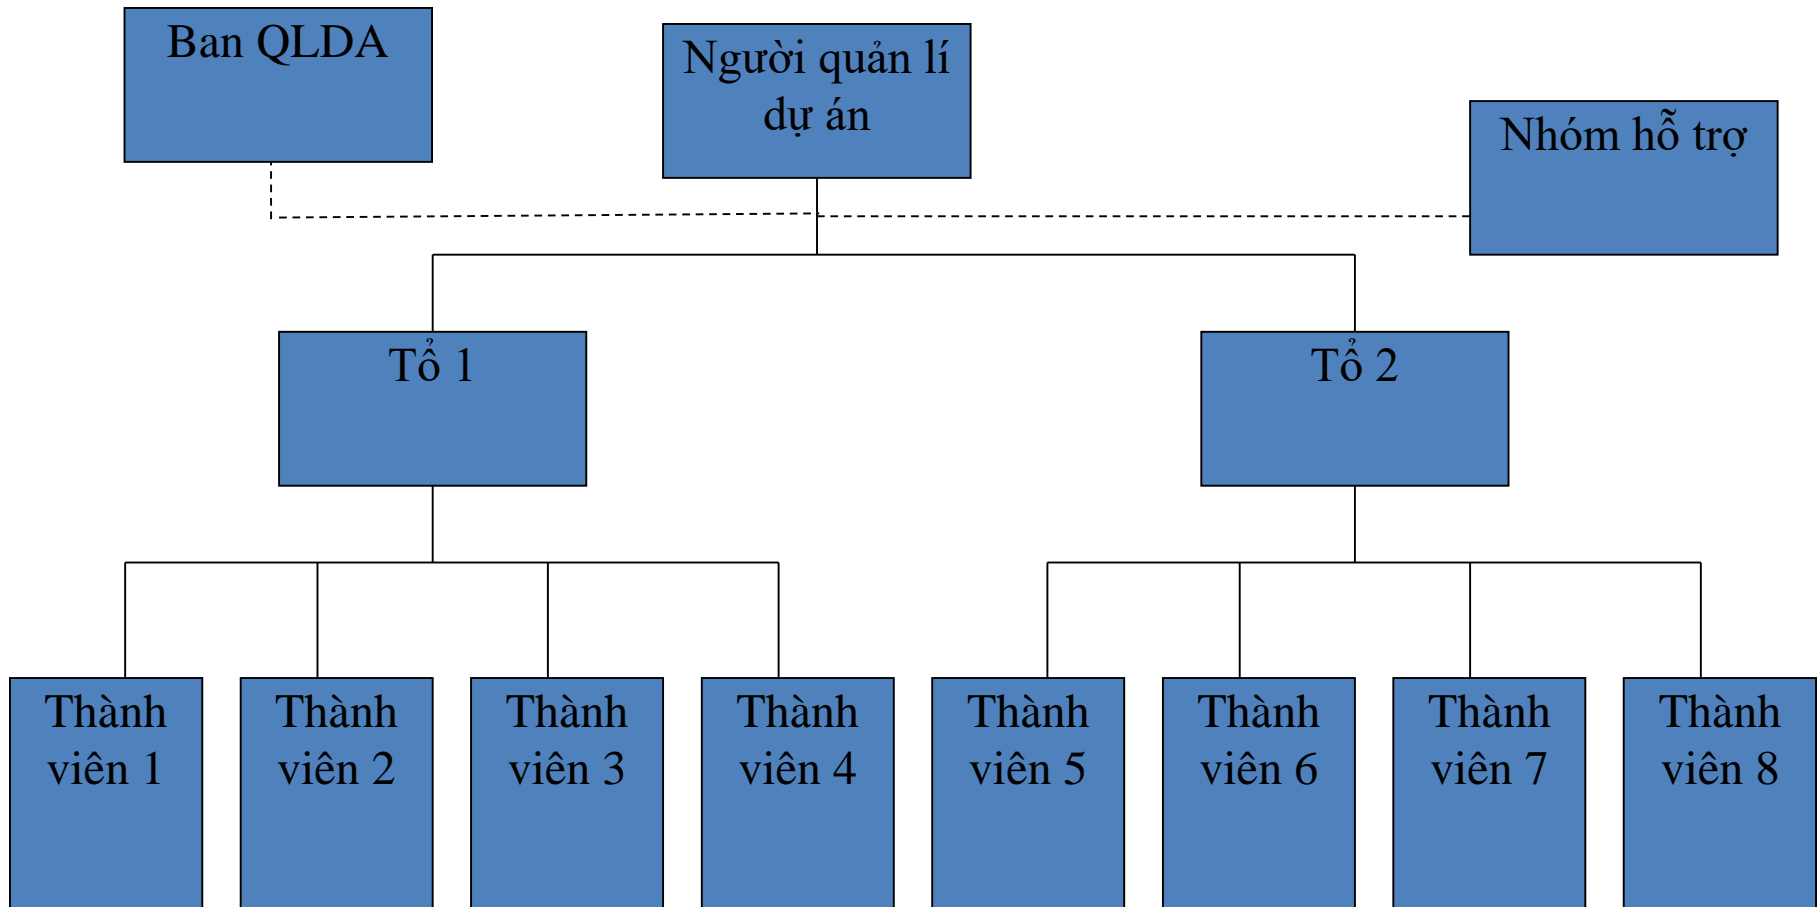 Ban QLDA
Người quản lí
dự án
Nhóm hỗ trợ
Tổ 1
Tổ 2
Thành
viên 1
Thành
viên 2
Thành
viên 3
Thành
viên 4
Thành
viên 5
Thành
viên 6
Thành
viên 7
Thành
viên 8